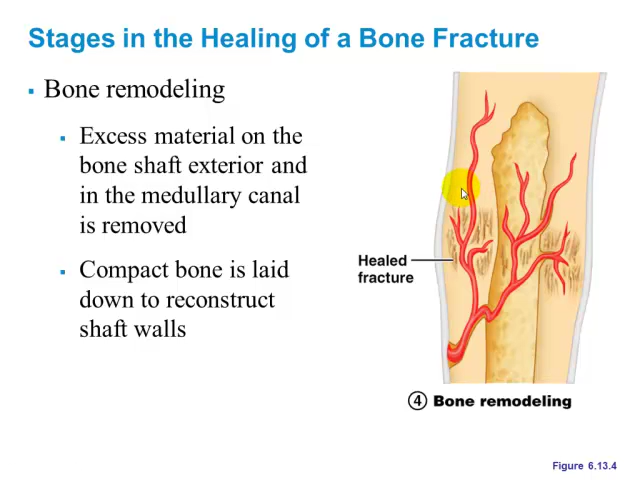 Stages in the Healing of a Bone Fracture
▪ Bone remodeling
▪ Excess material on the
bone shaft exterior and
in the medullary canal
is removed
▪ Compact bone is laid
down to reconstruct
shaft walls
Healed
fracture
④ Bone remodeling
Figure 6.13.4